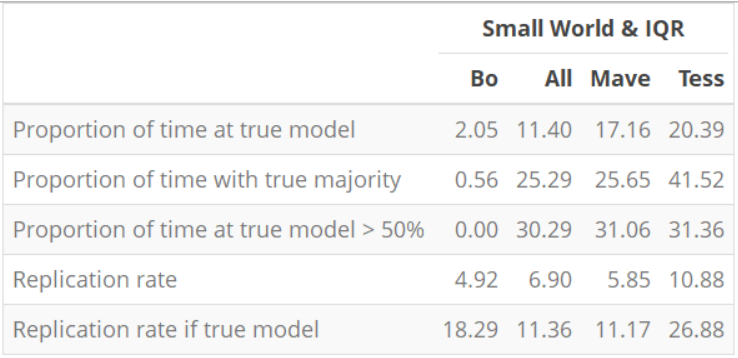 Small World & IQR
Bo All Mave Tess
Proportion of time at true model 2.05 11.40 17.16 20.39
Proportion of time with true majority 0.56 25.29 25.65 41.52
Proportion of time at true model > 50% 0.00 30.29 31.06 31.36
Replication rate 4.92 6.90 5.85 10.88
Replication rate if true model 18.29 11.36 11.17 26.88